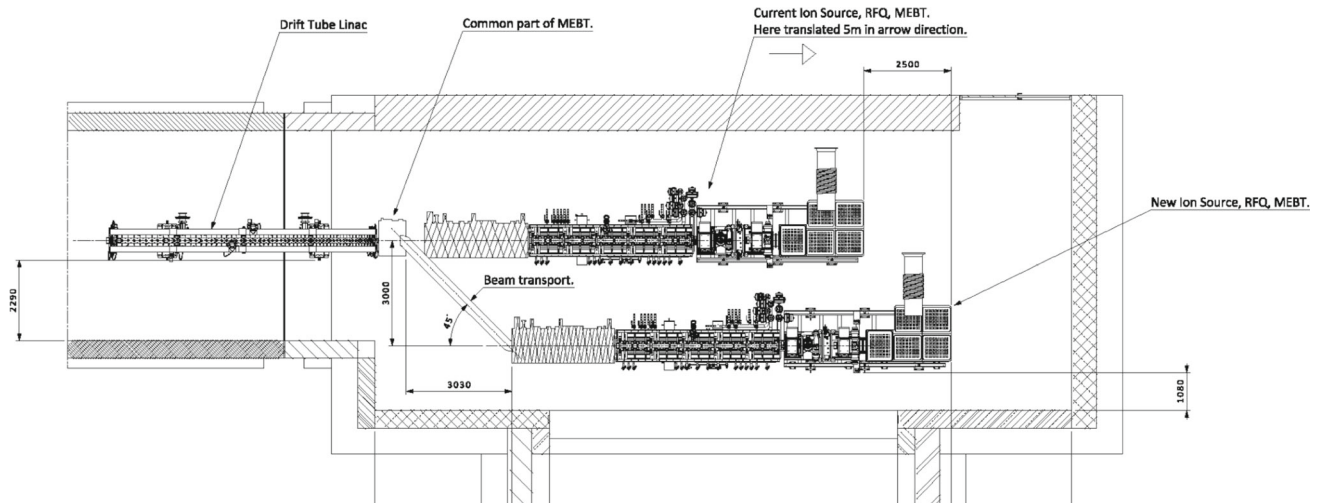 Drift Tube Linac
Common part of MEBT.
Current Ion Source, RFQ, MEBT.
Here translated 5m in arrow direction.
2500
New Ion Source, RFQ, MEBT.
Beam transport.
2290
3000
45°
3030
1080